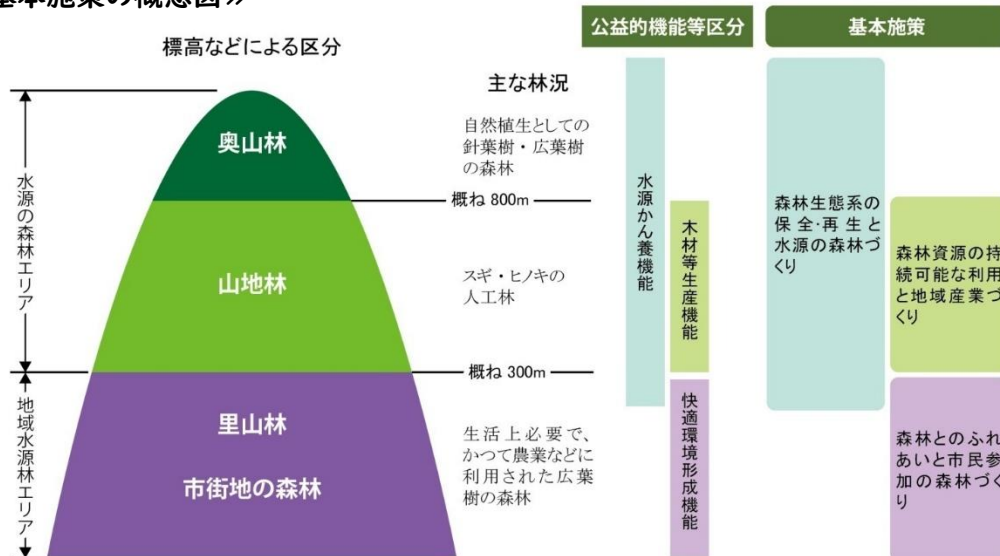 基本施策の概念図≫
標高などによる区分
公益的機能等区分
基本施策
主な林況
水源の森林エリア
地域水源林エリア
奥山林
自然植生としての
針葉樹・広葉樹
の森林
概ね 800m
山地林
スギ・ヒノキの
人工林
概ね 300m
里山林
市街地の森林
生活上必要で、
かつて農業などに
利用された広葉
樹の森林
水源かん養機能
木材等生産機能
快適環境形成機能
森林生態系の
保全・再生と
水源の森林づ
くり
森林資源の持
続可能な利用
と地域産業づ
くり
森林とのふれ
あいと市民参
加の森林づく
り